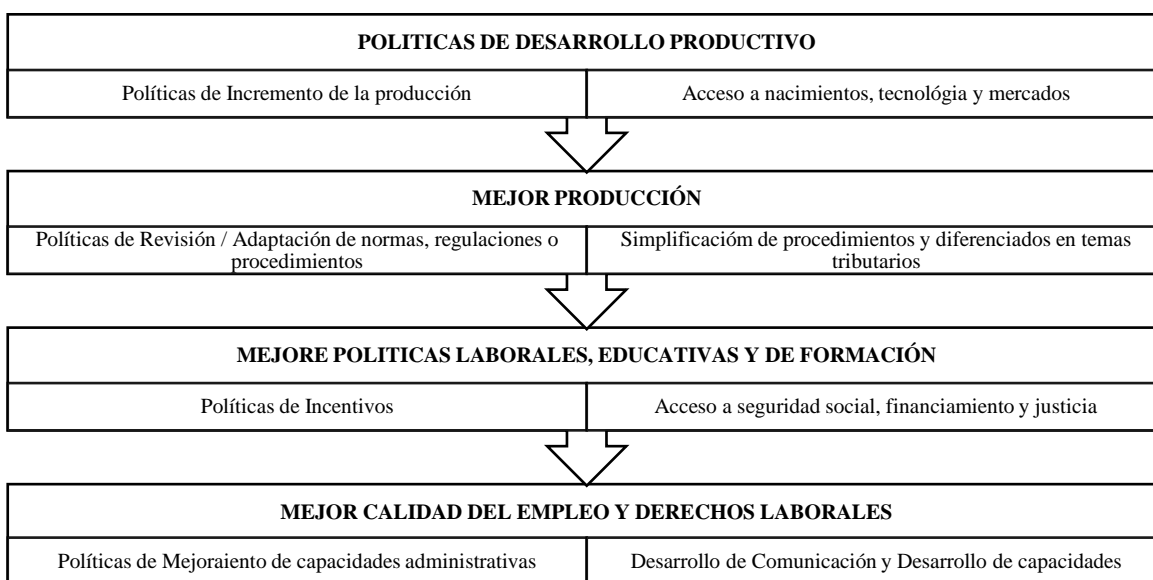 POLITICAS DE DESARROLLO PRODUCTIVO
Políticas de Incremento de la producción
Acceso a nacimientos, tecnológia y mercados
MEJOR PRODUCCIÓN
Políticas de Revisión / Adaptación de normas, regulaciones o
procedimientos
Simplificacióm de procedimientos y diferenciados en temas
tributarios
MEJORE POLITICAS LABORALES, EDUCATIVAS Y DE FORMACIÓN
Políticas de Incentivos
Acceso a seguridad social, financiamiento y justicia
MEJOR CALIDAD DEL EMPLEO Y DERECHOS LABORALES
Políticas de Mejoraiento de capacidades administrativas
Desarrollo de Comunicación y Desarrollo de capacidades